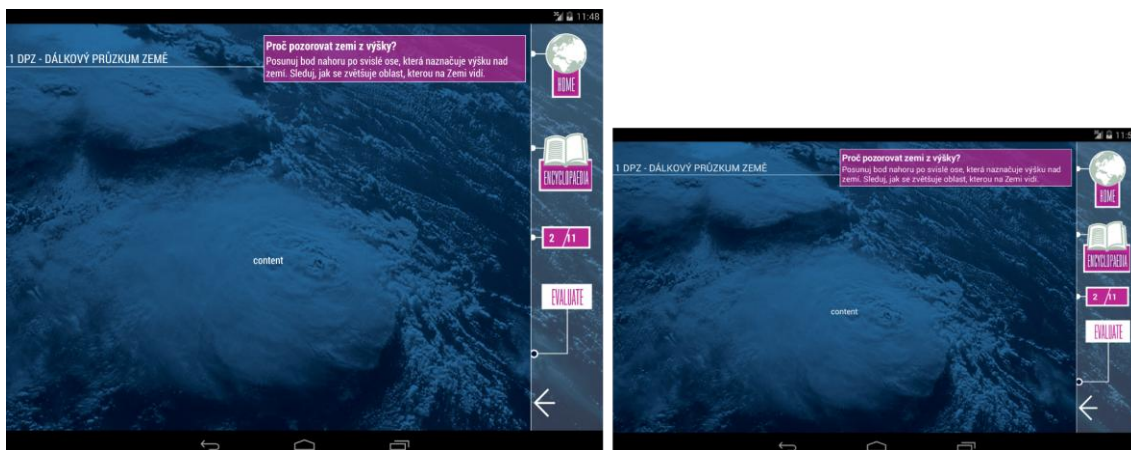 11:48
1 DPZ - DÁLKOVÝ PRŮZKUM ZEMĚ
Proč pozorovat zemi z výšky?
Posunuj bod nahoru po svislé ose, která naznačuje výšku nad
zemí. Sleduj, jak se zvětšuje oblast, kterou na Zemi vidí.
HOME
ENCYCLOPAEDIA
2 / 11
content
EVALUATE
1 DPZ - DÁLKOVÝ PRŮZKUM ZEMĚ
Proč pozorovat zemi z výšky?
Posunuj bod nahoru po svislé ose, která naznačuje výšku nad
zemí. Sleduj, jak se zvětšuje oblast, kterou na Zemi vidí.
HOME
ENCYCLOPAEDIA
2 / 11
content
EVALUATE